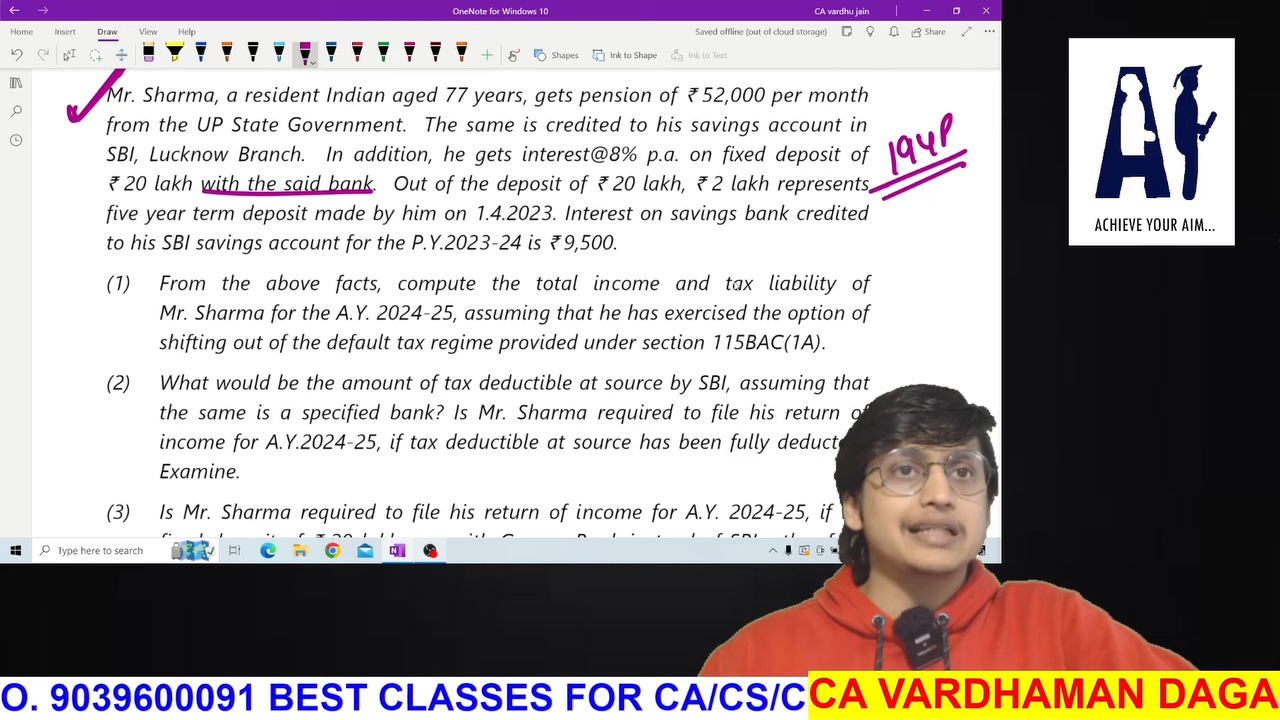 OneNote for Windows 10
CA vardhu jain
Home
Insert
Draw
View
Help
Saved offline (out of cloud storage)
Share
Shapes
Ink to Shape
Ink to Text
Mr. Sharma, a resident Indian aged 77 years, gets pension of ₹ 52,000 per month
from the UP State Government. The same is credited to his savings account in
SBI, Lucknow Branch. In addition, he gets interest@8% p.a. on fixed deposit of
₹ 20 lakh with the said bank. Out of the deposit of ₹ 20 lakh, ₹ 2 lakh represents
five year term deposit made by him on 1.4.2023. Interest on savings bank credited
to his SBI savings account for the P.Y.2023-24 is ₹ 9,500.
194P
(1) From the above facts, compute the total income and tax liability of
Mr. Sharma for the A.Y. 2024-25, assuming that he has exercised the option of
shifting out of the default tax regime provided under section 115BAC(1A).
(2) What would be the amount of tax deductible at source by SBI, assuming that
the same is a specified bank? Is Mr. Sharma required to file his return of
income for A.Y.2024-25, if tax deductible at source has been fully deducte
Examine.
(3) Is Mr. Sharma required to file his return of income for A.Y. 2024-25, if
Type here to search
AI
ACHIEVE YOUR AIM...
O. 9039600091 BEST CLASSES FOR CA/CS/C
CA VARDHAMAN DAGA